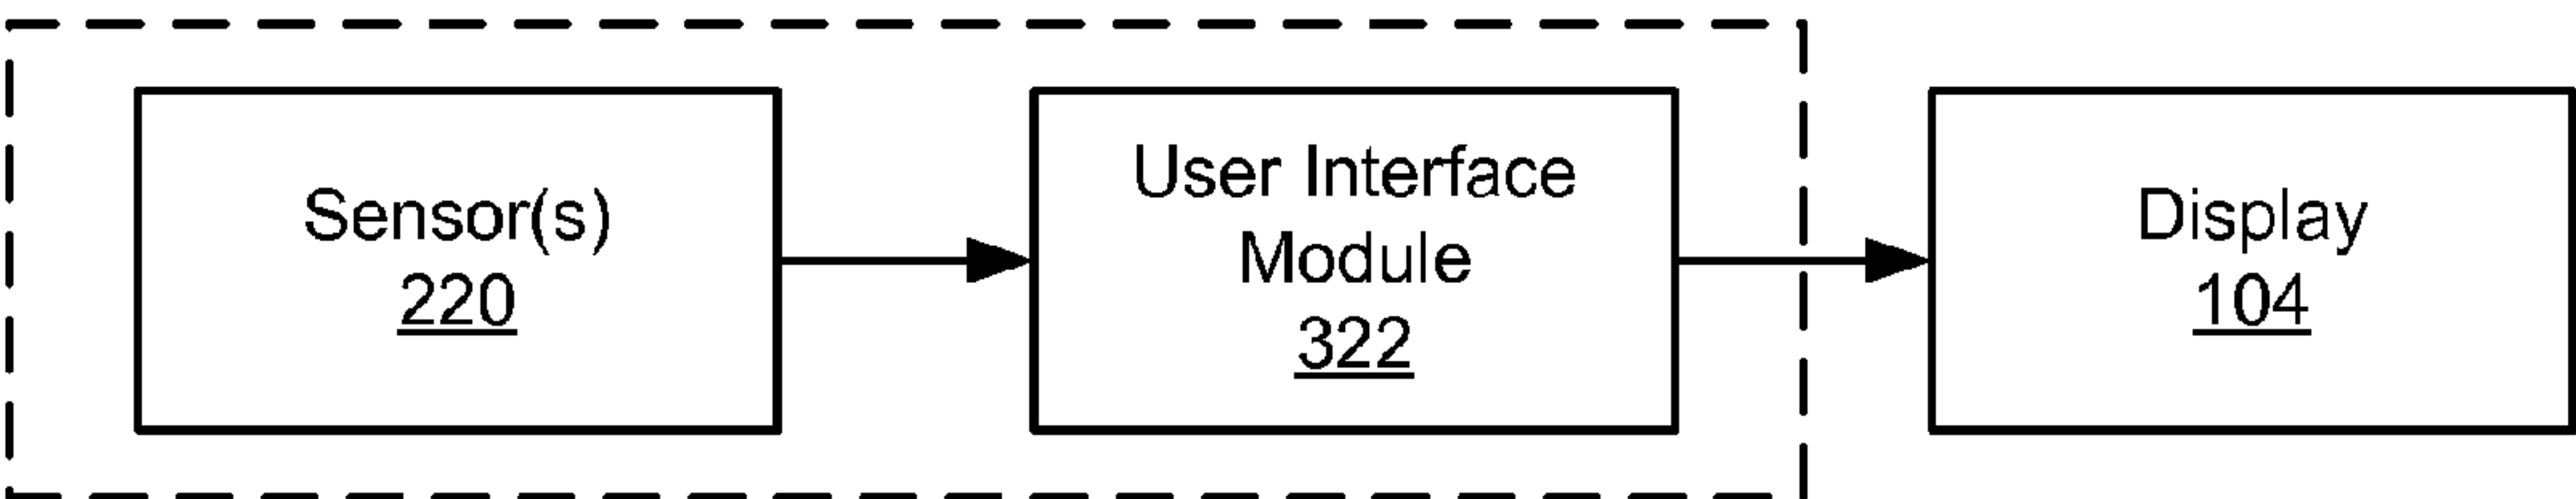 Sensor(s)
220
User Interface
Module
322
Display
104